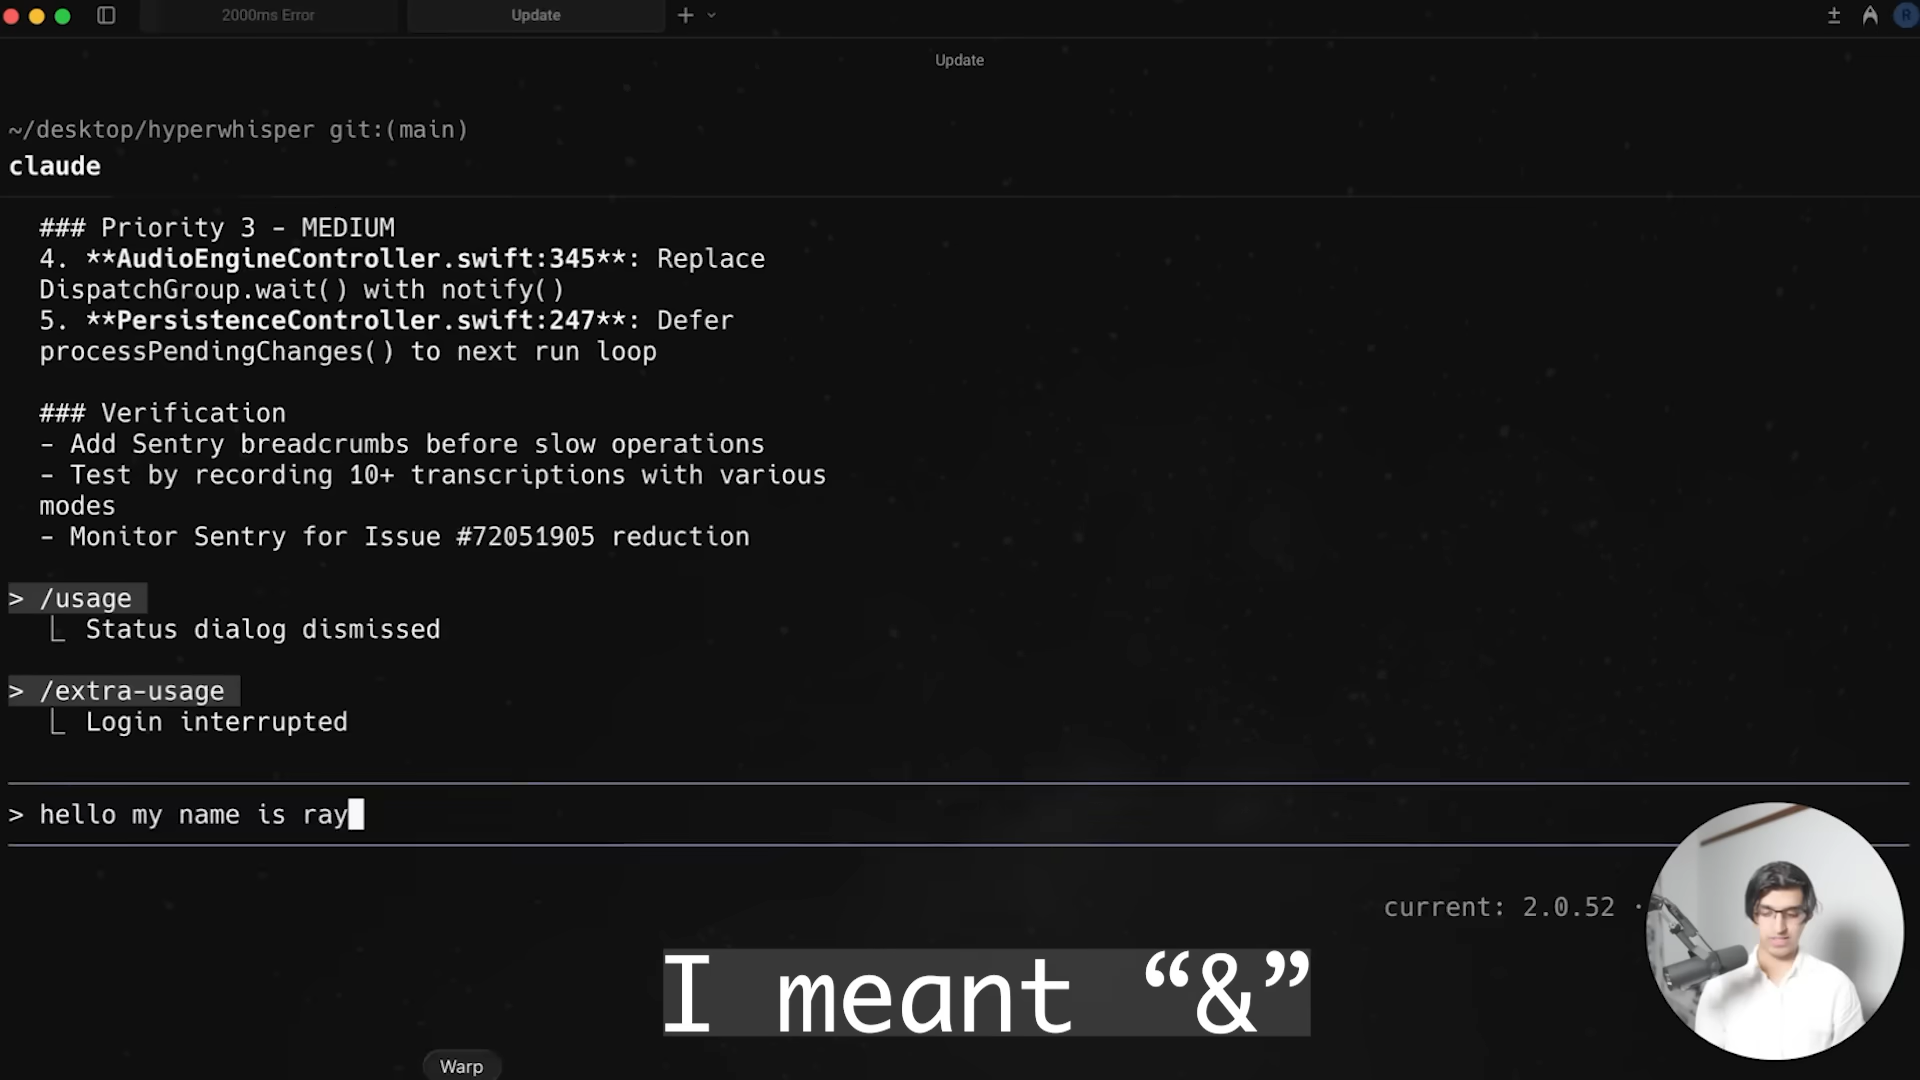 2000ms Error
Update
R
Update
~/desktop/hyperwhisper git:(main)
claude
### Priority 3 - MEDIUM
4. **AudioEngineController.swift:345**: Replace
DispatchGroup.wait() with notify()
5. **PersistenceController.swift:247**: Defer
processPendingChanges() to next run loop
### Verification
- Add Sentry breadcrumbs before slow operations
- Test by recording 10+ transcriptions with various
modes
- Monitor Sentry for Issue #72051905 reduction
> /usage
⎿ Status dialog dismissed
> /extra-usage
⎿ Login interrupted
> hello my name is ray
current: 2.0.52 ·
I meant “&”
Warp